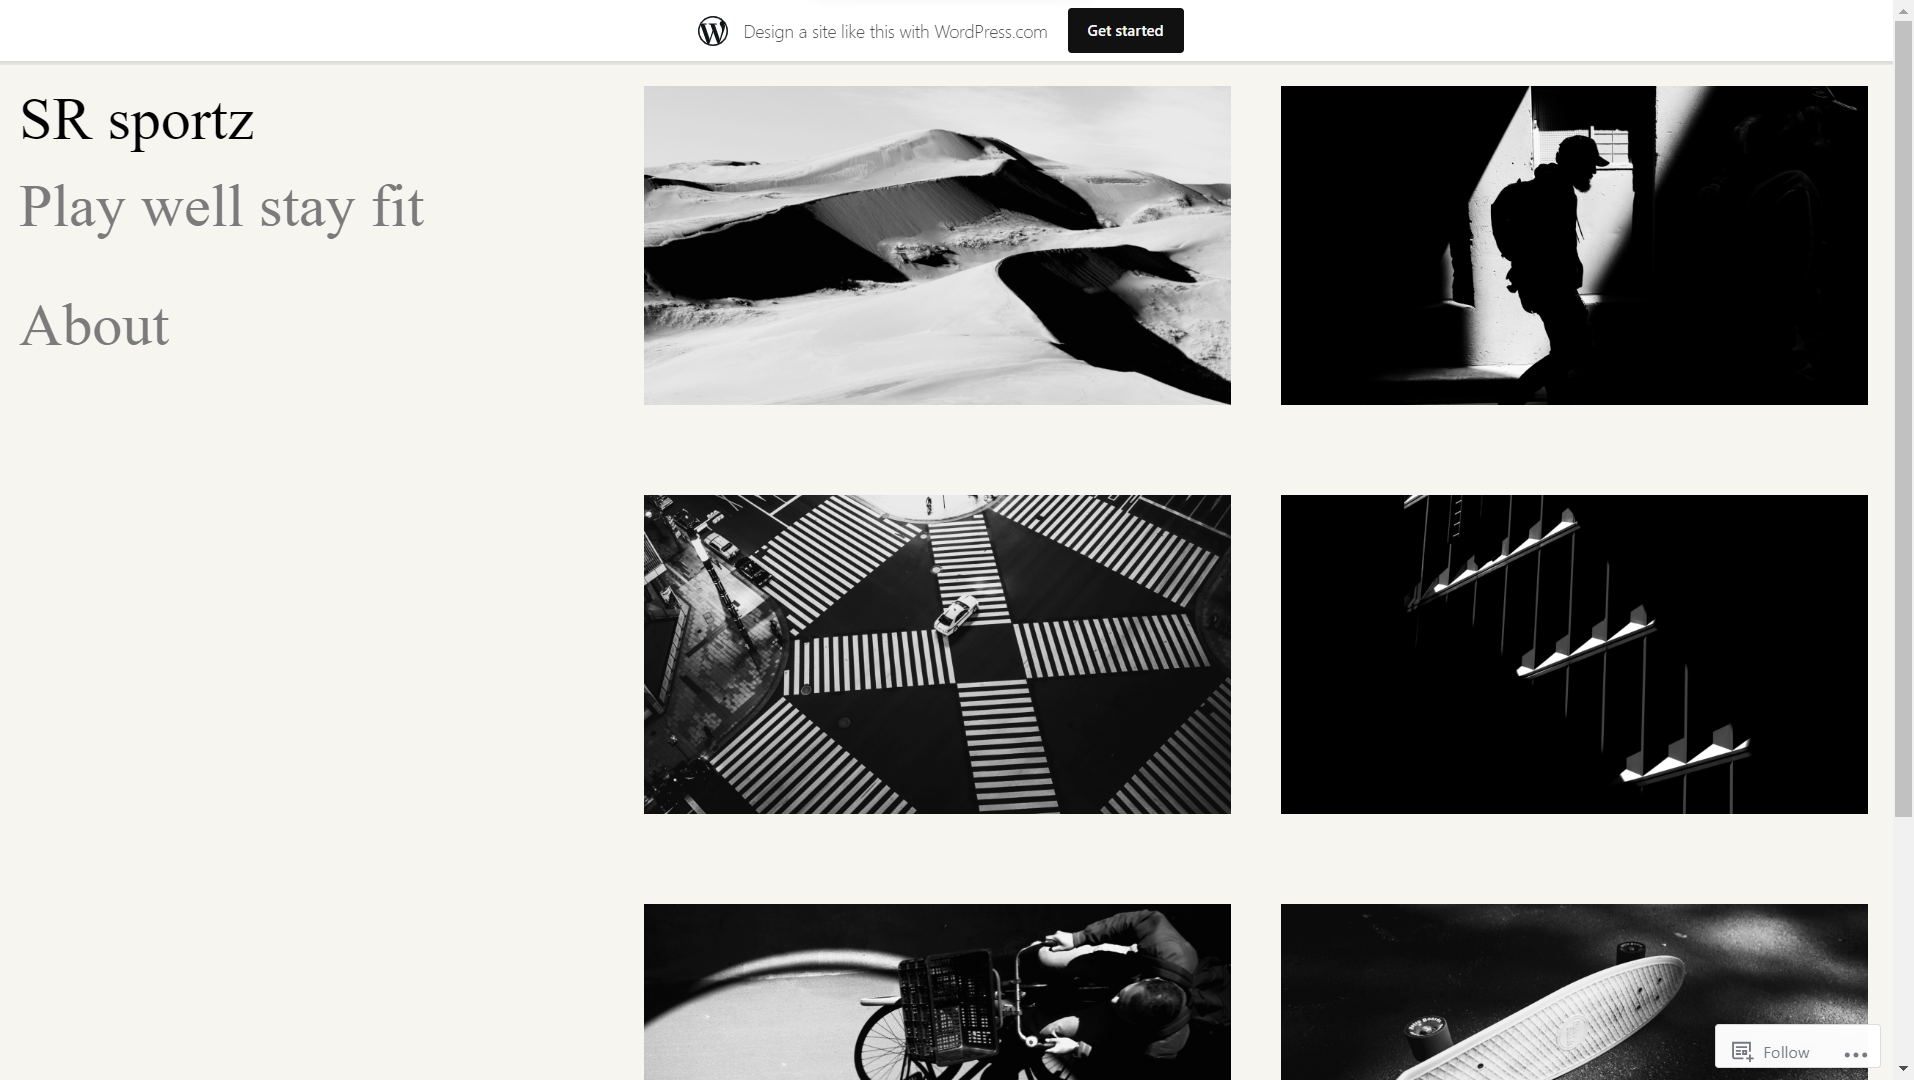 Design a site like this with WordPress.com
Get started
SR sportz
Play well stay fit
About
Follow